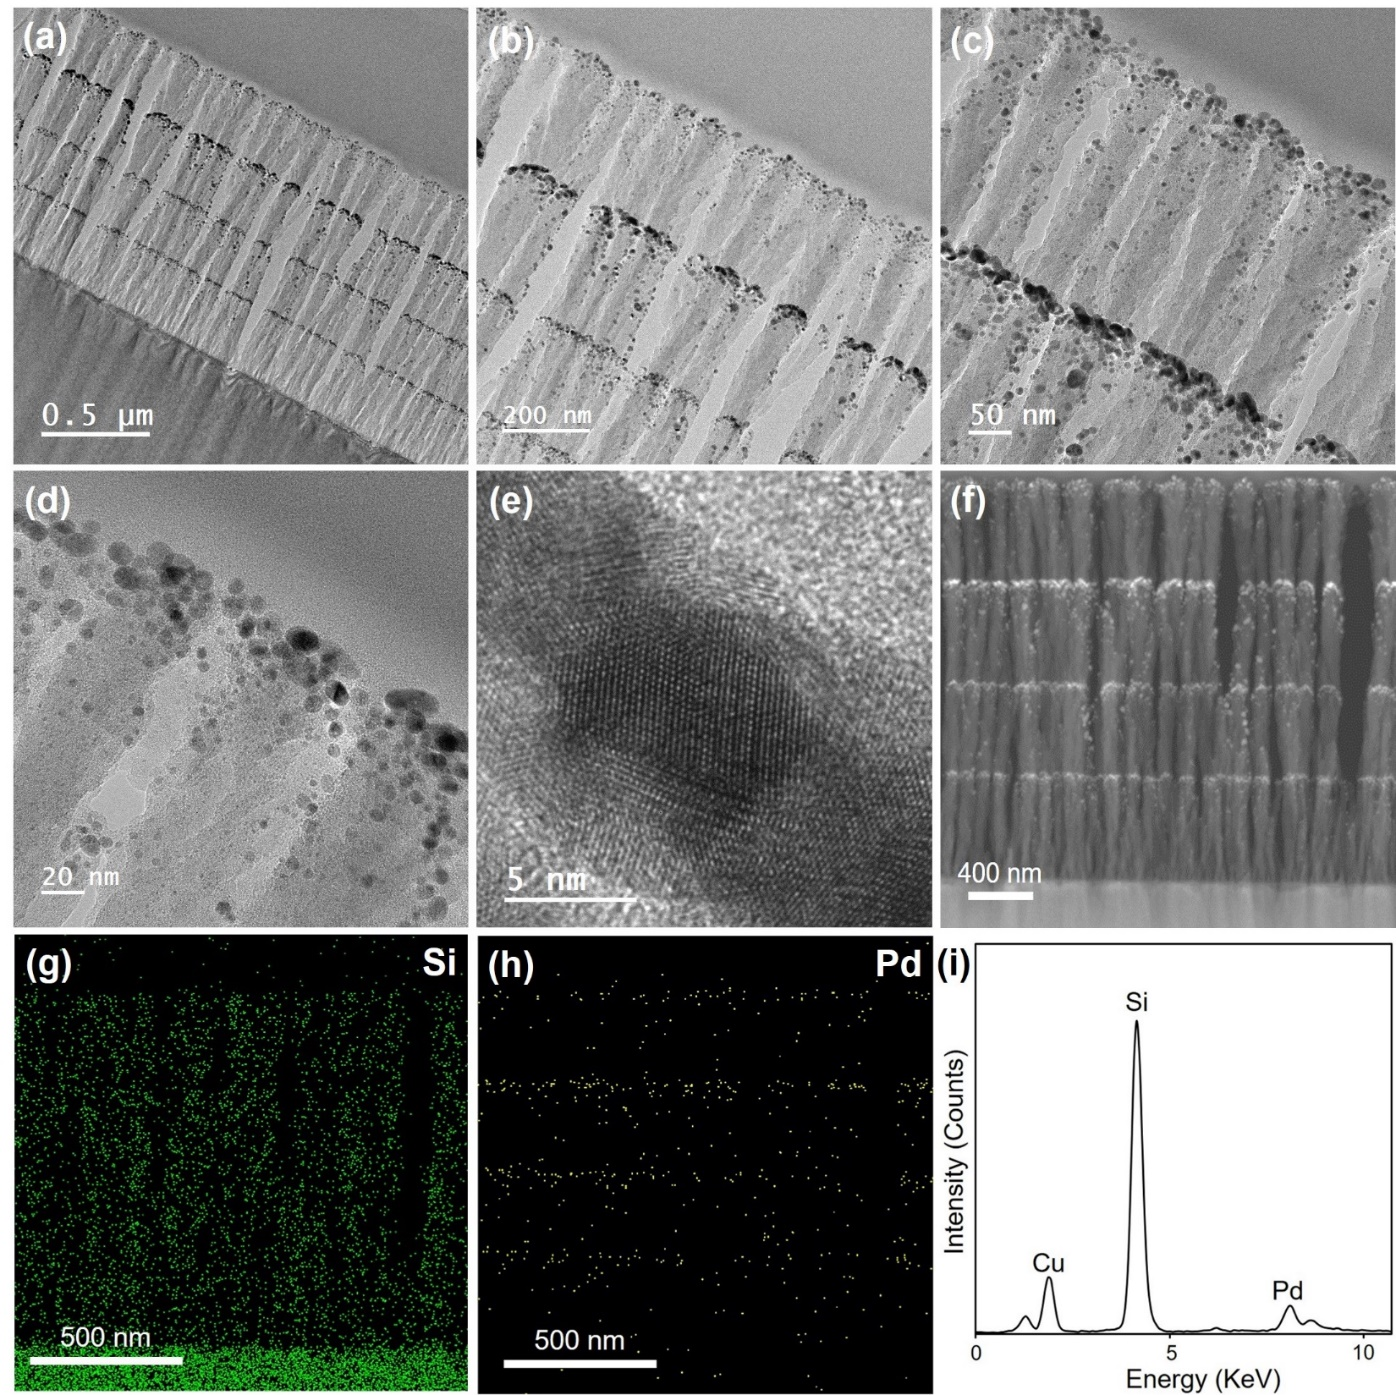 (a)
0.5 µm
(b)
200 nm
(c)
50 nm
(d)
20 nm
(e)
5 nm
(f)
400 nm
(g)
Si
500 nm
(h)
Pd
500 nm
(i)
Si
Cu
Pd
Intensity (Counts)
0 5 10
Energy (KeV)